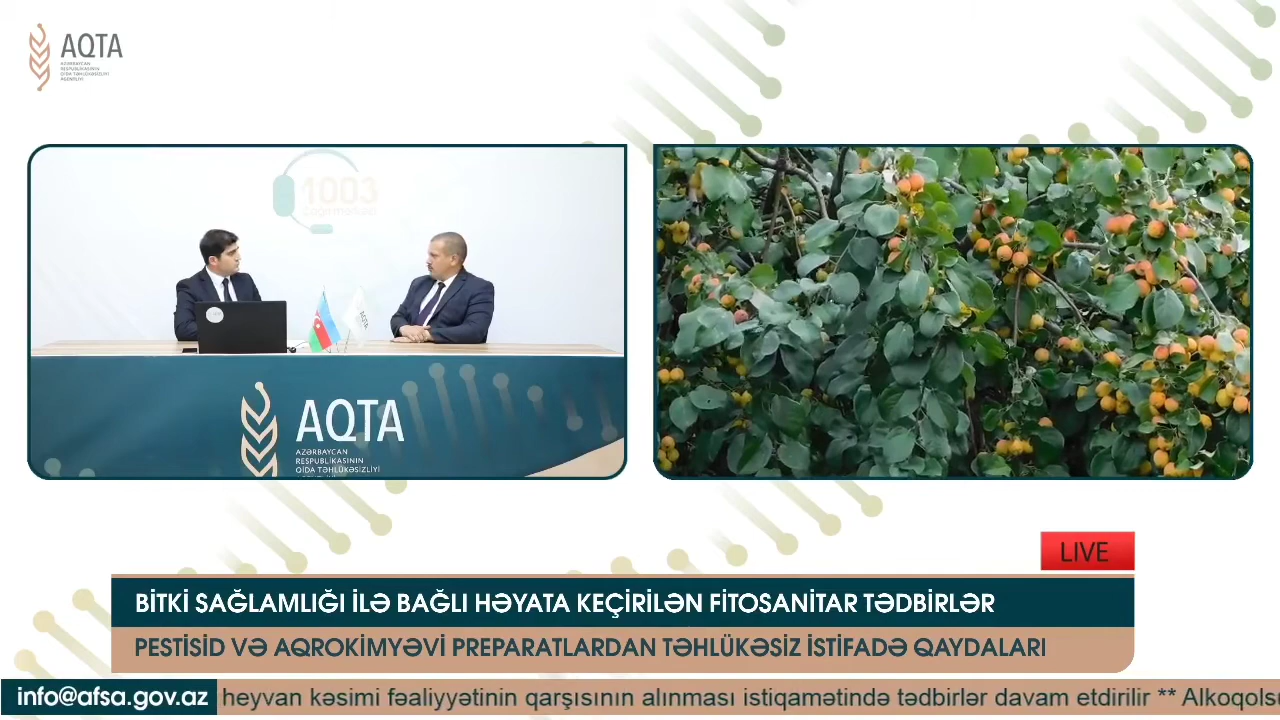 AQTA
AZƏRBAYCAN
RESPUBLİKASININ
QİDA TƏHLÜKƏSİZLİYİ
AGENTLİYİ
1003
Çağrı mərkəzi
AQTA
AQTA
AZƏRBAYCAN
RESPUBLİKASININ
QİDA TƏHLÜKƏSİZLİYİ
LIVE
BİTKİ SAĞLAMLIĞI İLƏ BAĞLI HƏYATA KEÇİRİLƏN FİTOSANİTAR TƏDBİRLƏR
PESTİSİD VƏ AQROKİMYƏVİ PREPARATLARDAN TƏHLÜKƏSİZ İSTİFADƏ QAYDALARI
info@afsa.gov.az heyvan kəsimi fəaliyyətinin qarşısının alınması istiqamətində tədbirlər davam etdirilir ** Alkoqols